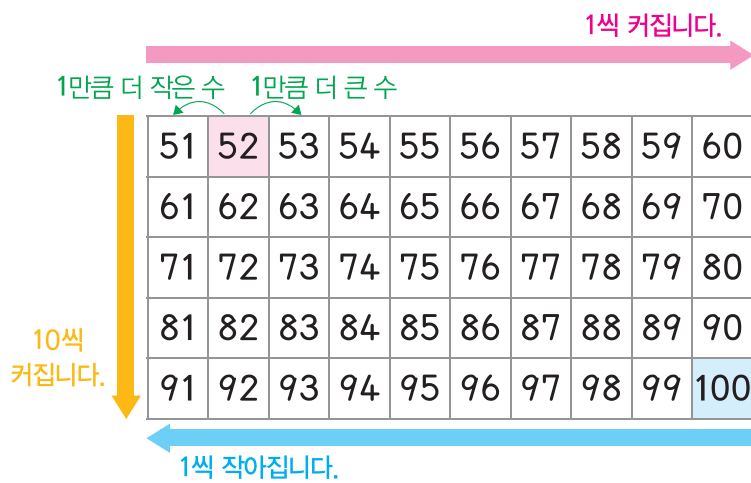 1씩 커집니다.
1만큼 더 작은 수 1만큼 더 큰 수
51 52 53 54 55 56 57 58 59 60
61 62 63 64 65 66 67 68 69 70
71 72 73 74 75 76 77 78 79 80
81 82 83 84 85 86 87 88 89 90
10씩
커집니다.
91 92 93 94 95 96 97 98 99 100
1씩 작아집니다.